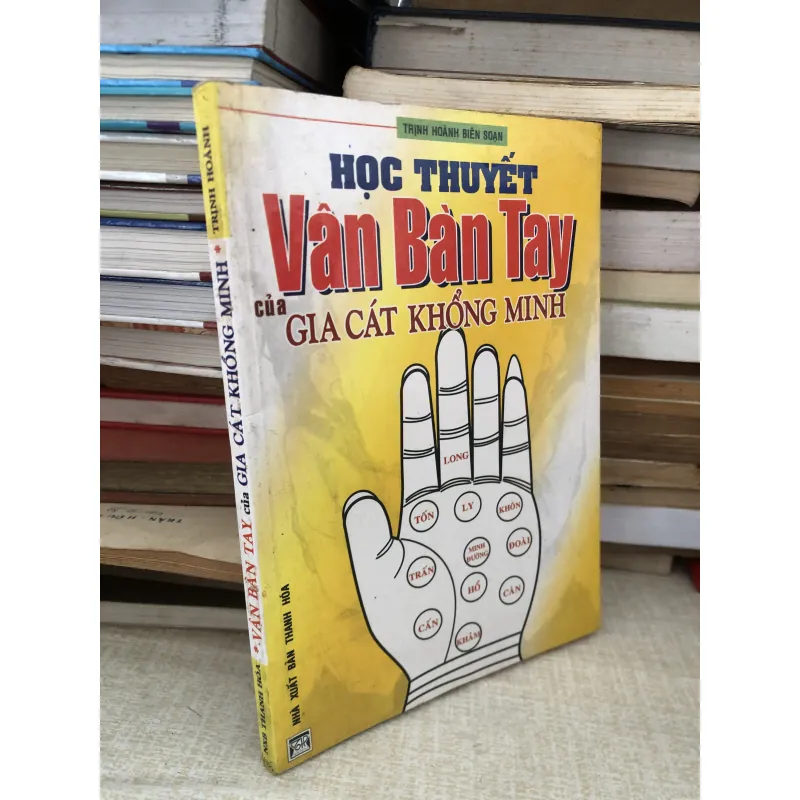 TRỊNH HOÀNH BIÊN SOẠN
HỌC THUYẾT
Vân Bàn Tay
của GIA CÁT KHỔNG MINH
LONG
TỐN LY KHÔN
TRẤN MINH ĐƯỜNG ĐOÀI
HỔ CÀN
CẤN
KHẢM
NHÀ XUẤT BẢN THANH HÓA
NXB THANH HÓA * VÂN BÀN TAY của GIA CÁT KHỔNG MINH * TRỊNH HOÀNH